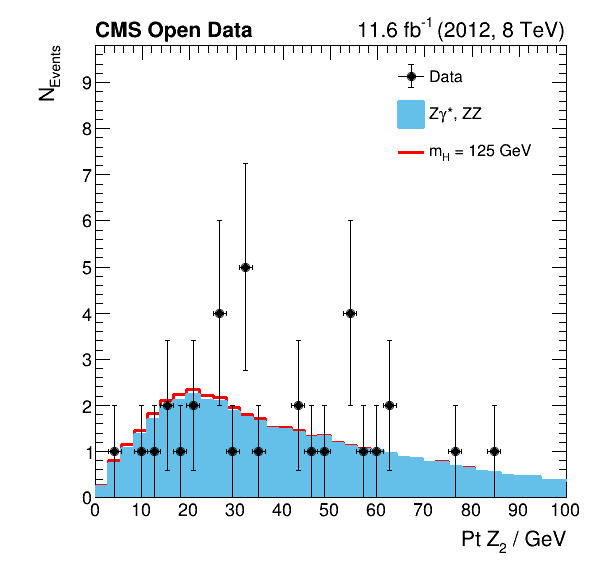 CMS Open Data 11.6 fb⁻¹ (2012, 8 TeV)
N_Events
Data
Zγ*, ZZ
m_H = 125 GeV
9
8
7
6
5
4
3
2
1
0
0 10 20 30 40 50 60 70 80 90 100
Pt Z₂ / GeV